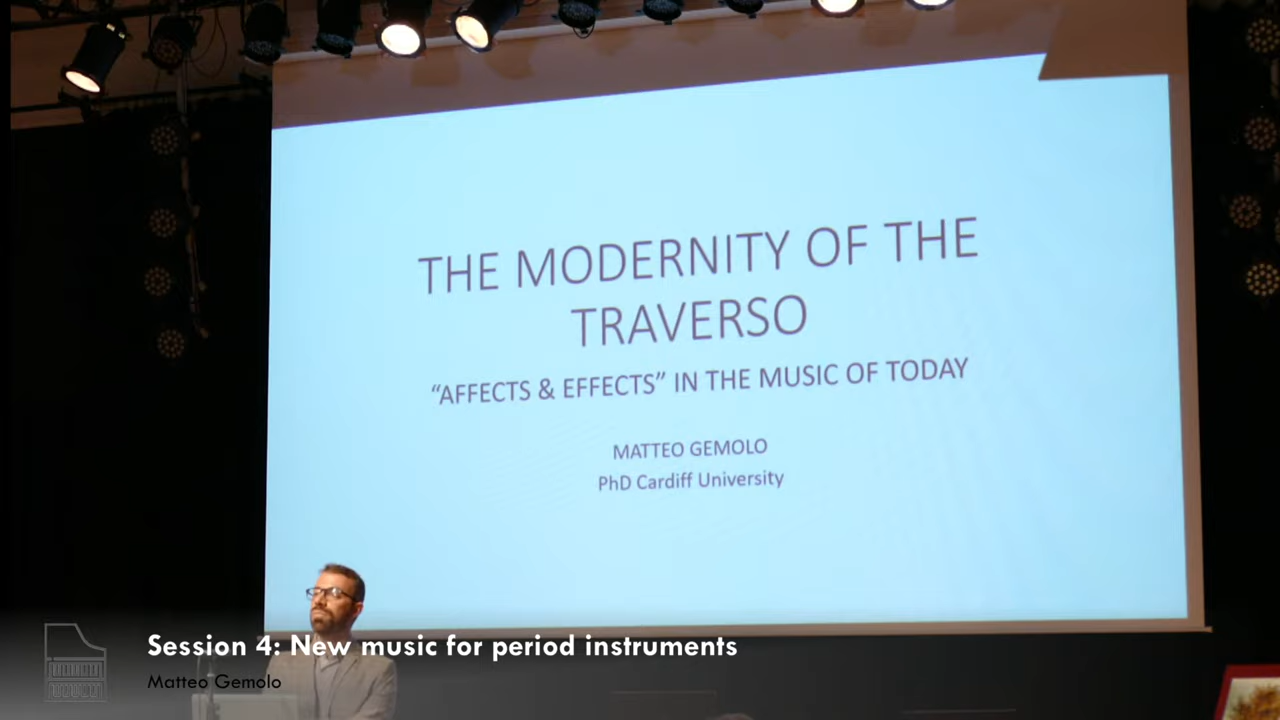 THE MODERNITY OF THE
TRAVERSO
“AFFECTS & EFFECTS” IN THE MUSIC OF TODAY
MATTEO GEMOLO
PhD Cardiff University
Session 4: New music for period instruments
Matteo Gemolo